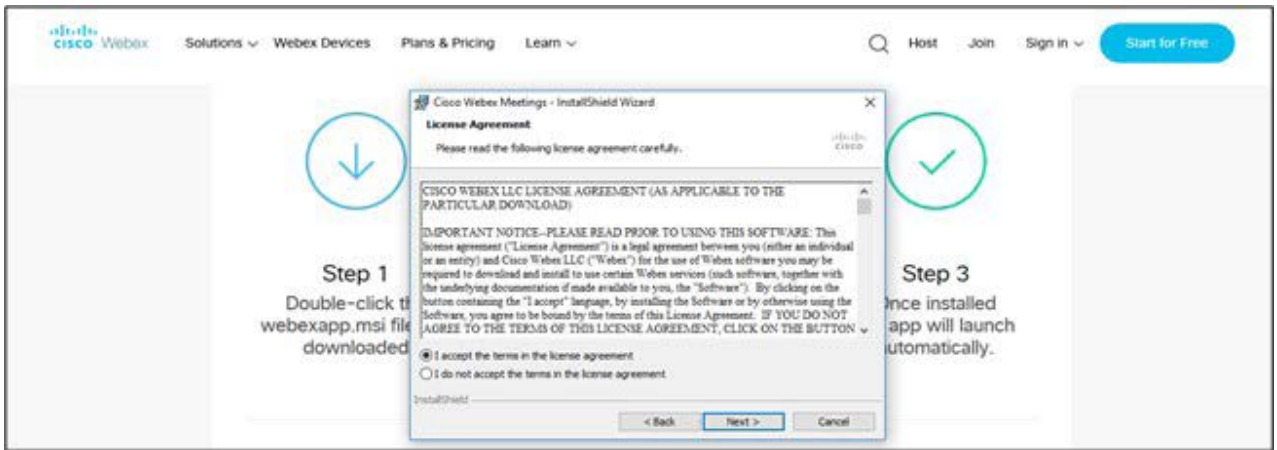 CISCO Webex Solutions Webex Devices Plans & Pricing Learn Host Join Sign in Start for Free
Cisco Webex Meetings - InstallShield Wizard
License Agreement
Please read the following license agreement carefully.
CISCO
CISCO WEBEX LLC LICENSE AGREEMENT (AS APPLICABLE TO THE
PARTICULAR DOWNLOAD)
IMPORTANT NOTICE--PLEASE READ PRIOR TO USING THIS SOFTWARE: This
license agreement ("License Agreement") is a legal agreement between you (either an individual
or an entity) and Cisco Webex LLC ("Webex") for the use of Webex software you may be
required to download and install to use certain Webex services (such software, together with
the underlying documentation if made available to you, the "Software"). By clicking on the
button containing the "I accept" language, by installing the Software or by otherwise using the
Software, you agree to be bound by the terms of this License Agreement. IF YOU DO NOT
AGREE TO THE TERMS OF THIS LICENSE AGREEMENT, CLICK ON THE BUTTON
I accept the terms in the license agreement
I do not accept the terms in the license agreement
InstallShield
< Back Next > Cancel
Step 1
Double-click
webexapp.msi
downloaded
Step 3
installed
app will launch